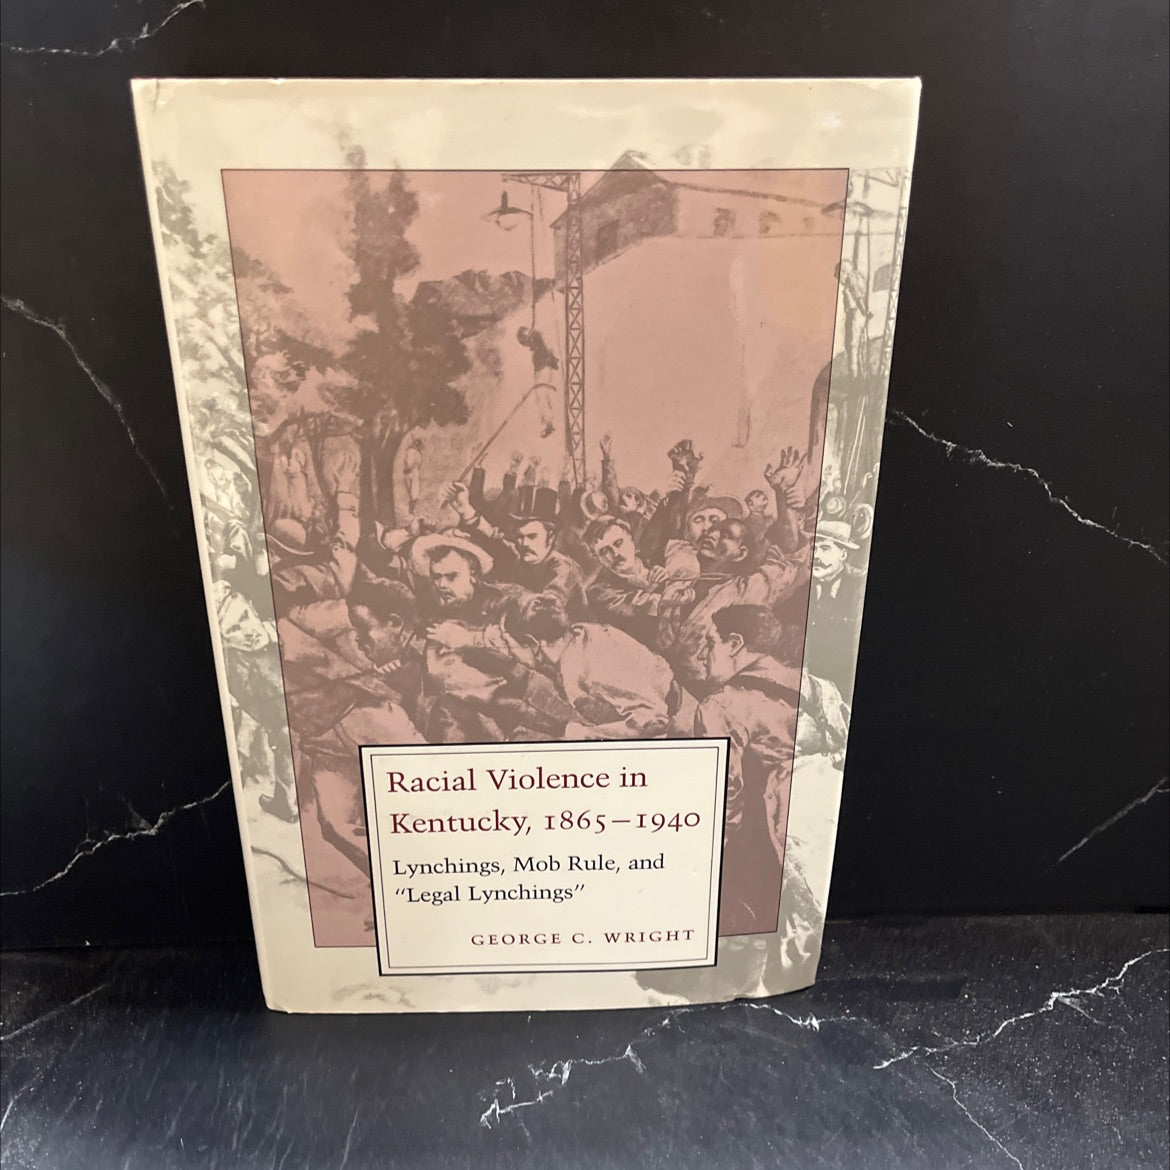 Racial Violence in
Kentucky, 1865–1940
Lynchings, Mob Rule, and
“Legal Lynchings”
GEORGE C. WRIGHT